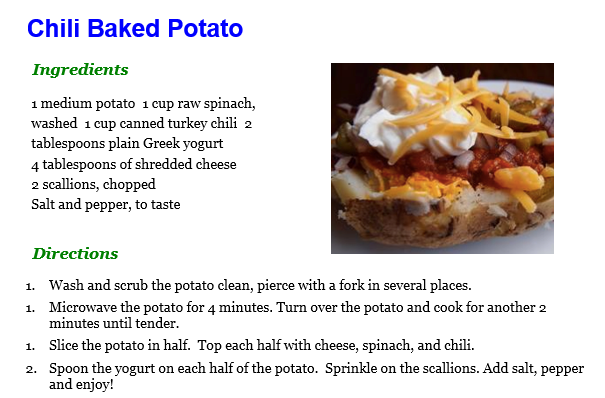 Chili Baked Potato
Ingredients
1 medium potato  1 cup raw spinach,
washed  1 cup canned turkey chili  2
tablespoons plain Greek yogurt
4 tablespoons of shredded cheese
2 scallions, chopped
Salt and pepper, to taste
Directions
1. Wash and scrub the potato clean, pierce with a fork in several places.
1. Microwave the potato for 4 minutes. Turn over the potato and cook for another 2
minutes until tender.
1. Slice the potato in half.  Top each half with cheese, spinach, and chili.
2. Spoon the yogurt on each half of the potato.  Sprinkle on the scallions. Add salt, pepper
and enjoy!